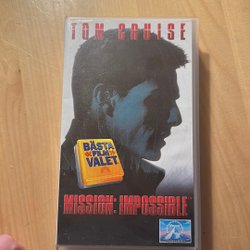 TOM CRUISE
BÄSTA
FILM
VALET
MISSION: IMPOSSIBLE